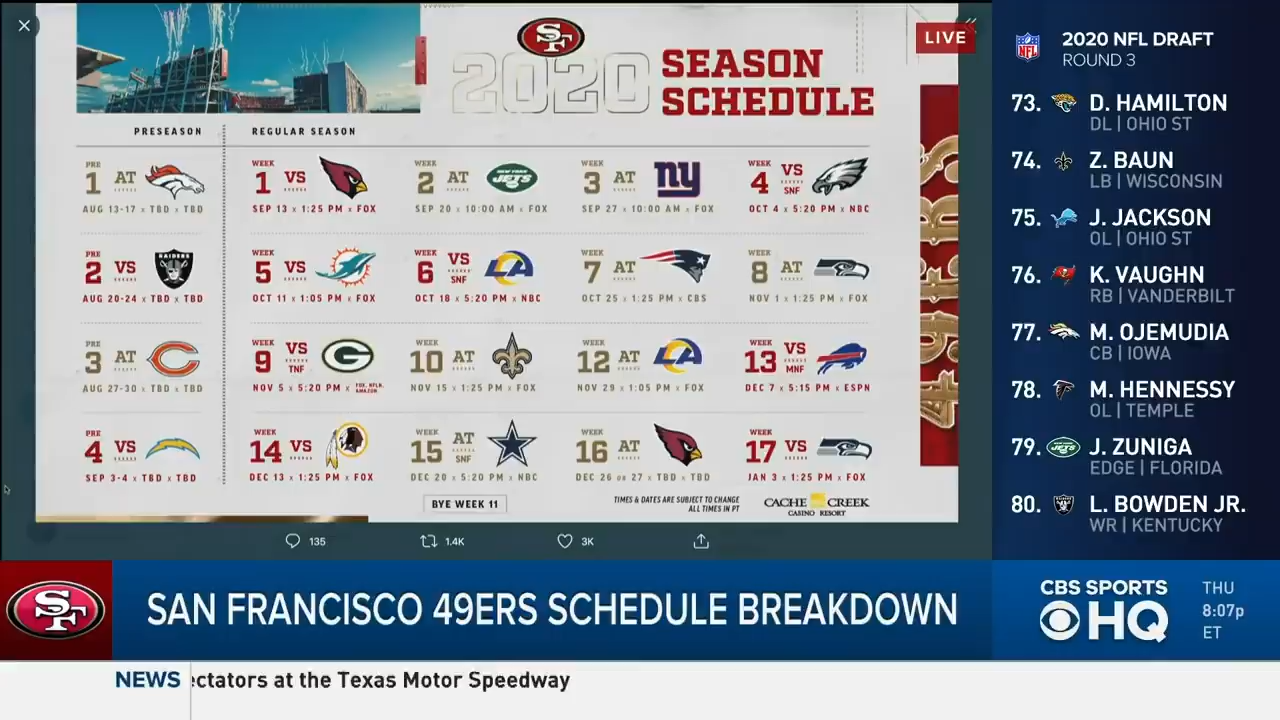 SF
2020
SEASON
SCHEDULE
LIVE
PRESEASON
REGULAR SEASON
PRE 1 AT
AUG 13-17 x TBD x TBD
WEEK 1 VS
SEP 13 x 1:25 PM x FOX
WEEK 2 AT
NEW YORK JETS
SEP 20 x 10:00 AM x FOX
WEEK 3 AT
ny
SEP 27 x 10:00 AM x FOX
WEEK 4 VS SNF
OCT 4 x 5:20 PM x NBC
PRE 2 VS
RAIDERS
AUG 20-24 x TBD x TBD
WEEK 5 VS
OCT 11 x 1:05 PM x FOX
WEEK 6 VS SNF
LA
OCT 18 x 5:20 PM x NBC
WEEK 7 AT
OCT 25 x 1:25 PM x CBS
WEEK 8 AT
NOV 1 x 1:25 PM x FOX
PRE 3 AT
C
AUG 27-30 x TBD x TBD
WEEK 9 VS TNF
G
NOV 5 x 5:20 PM x FOX, NFLN, AMAZON
WEEK 10 AT
NOV 15 x 1:25 PM x FOX
WEEK 12 AT
LA
NOV 29 x 1:05 PM x FOX
WEEK 13 VS MNF
DEC 7 x 5:15 PM x ESPN
PRE 4 VS
SEP 3-4 x TBD x TBD
WEEK 14 VS
DEC 13 x 1:25 PM x FOX
WEEK 15 AT SNF
DEC 20 x 5:20 PM x NBC
WEEK 16 AT
DEC 26 OR 27 x TBD x TBD
WEEK 17 VS
JAN 3 x 1:25 PM x FOX
BYE WEEK 11
TIMES & DATES ARE SUBJECT TO CHANGE
ALL TIMES IN PT
CACHE CREEK
CASINO RESORT
135
1.4K
3K
NFL
2020 NFL DRAFT
ROUND 3
73. D. HAMILTON
DL | OHIO ST
74. Z. BAUN
LB | WISCONSIN
75. J. JACKSON
OL | OHIO ST
76. K. VAUGHN
RB | VANDERBILT
77. M. OJEMUDIA
CB | IOWA
78. M. HENNESSY
OL | TEMPLE
79. JETS J. ZUNIGA
EDGE | FLORIDA
80. L. BOWDEN JR.
WR | KENTUCKY
SF
SAN FRANCISCO 49ERS SCHEDULE BREAKDOWN
CBS SPORTS
HQ
THU
8:07p
ET
NEWS
ectators at the Texas Motor Speedway